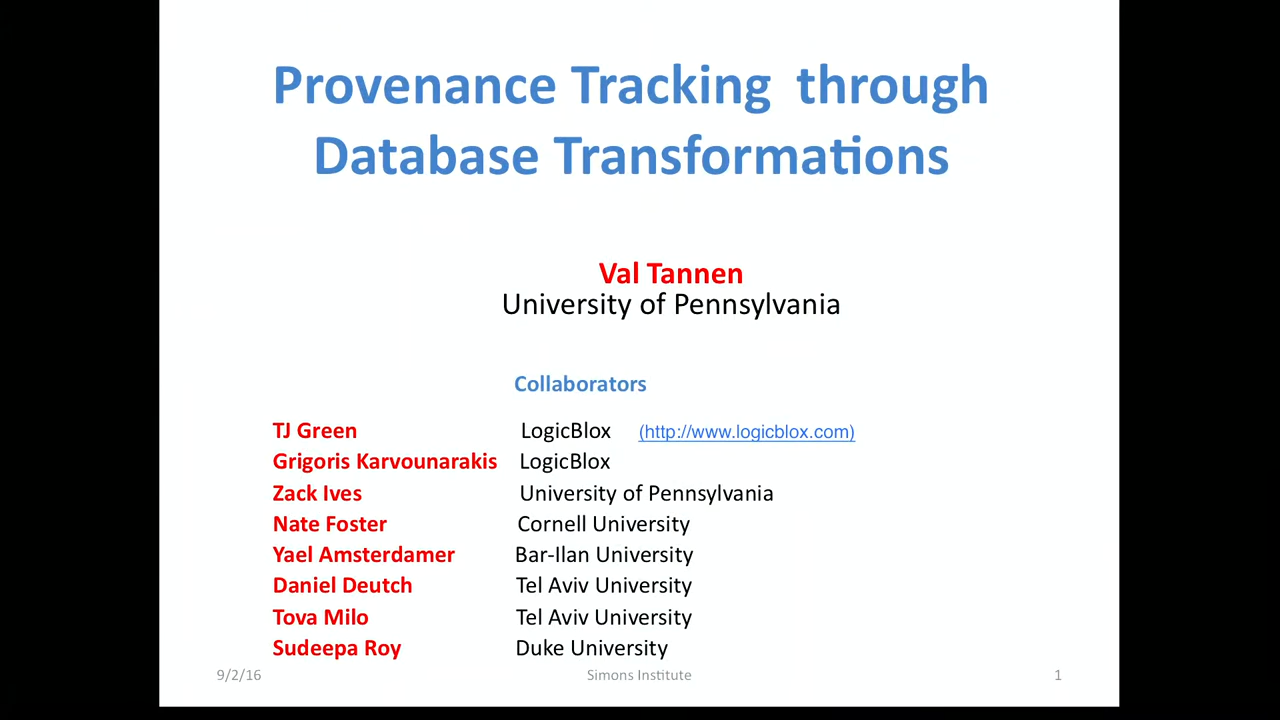 Provenance Tracking through
Database Transformations
Val Tannen
University of Pennsylvania
Collaborators
TJ Green LogicBlox (http://www.logicblox.com)
Grigoris Karvounarakis LogicBlox
Zack Ives University of Pennsylvania
Nate Foster Cornell University
Yael Amsterdamer Bar-Ilan University
Daniel Deutch Tel Aviv University
Tova Milo Tel Aviv University
Sudeepa Roy Duke University
9/2/16 Simons Institute 1